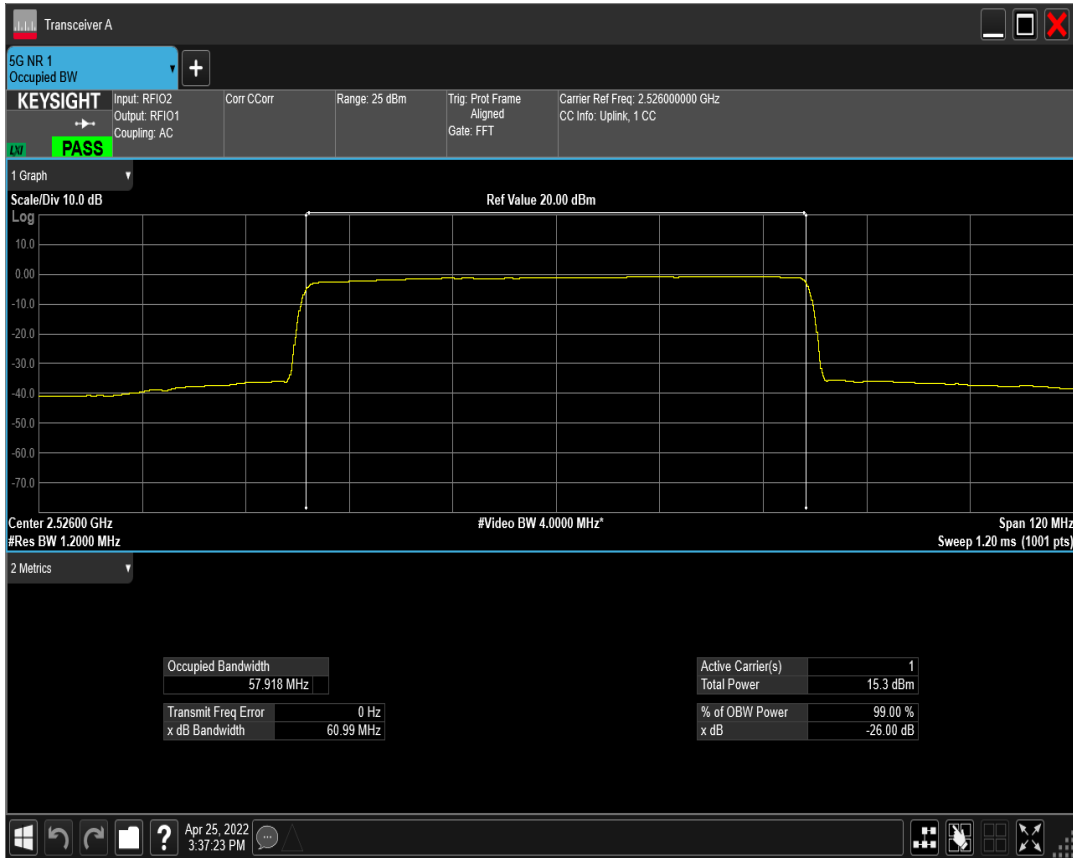 Transceiver A
5G NR 1
Occupied BW
+
KEYSIGHT
LXI
PASS
Input: RFIO2
Output: RFIO1
Coupling: AC
Corr CCorr
Range: 25 dBm
Trig: Prot Frame
Aligned
Gate: FFT
Carrier Ref Freq: 2.526000000 GHz
CC Info: Uplink, 1 CC
1 Graph
Scale/Div 10.0 dB
Ref Value 20.00 dBm
Log
10.0
0.00
-10.0
-20.0
-30.0
-40.0
-50.0
-60.0
-70.0
Center 2.52600 GHz
#Video BW 4.0000 MHz*
Span 120 MHz
#Res BW 1.2000 MHz
Sweep 1.20 ms (1001 pts)
2 Metrics
Occupied Bandwidth
57.918 MHz
Transmit Freq Error 0 Hz
x dB Bandwidth 60.99 MHz
Active Carrier(s) 1
Total Power 15.3 dBm
% of OBW Power 99.00 %
x dB -26.00 dB
?
Apr 25, 2022
3:37:23 PM